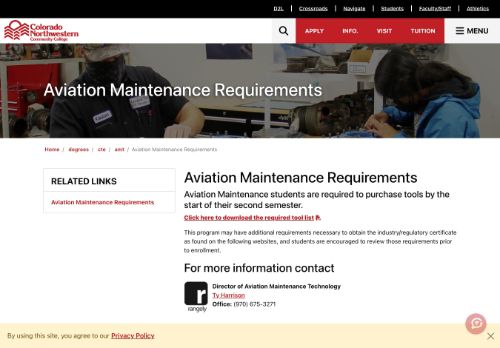 D2L | Crossroads | Navigate | Students | Faculty/Staff | Athletics
Colorado
Northwestern
Community College
APPLY INFO. VISIT TUITION MENU
Aviation Maintenance Requirements
Home / degrees / cte / amt / Aviation Maintenance Requirements
RELATED LINKS
Aviation Maintenance Requirements
Aviation Maintenance Requirements
Aviation Maintenance students are required to purchase tools by the
start of their second semester.
Click here to download the required tool list
This program may have additional requirements necessary to obtain the industry/regulatory certificate
as found on the following websites, and students are encouraged to review those requirements prior
to enrollment.
For more information contact
r
rangely
Director of Aviation Maintenance Technology
Ty Harrison
Office: (970) 675-3271
By using this site, you agree to our Privacy Policy